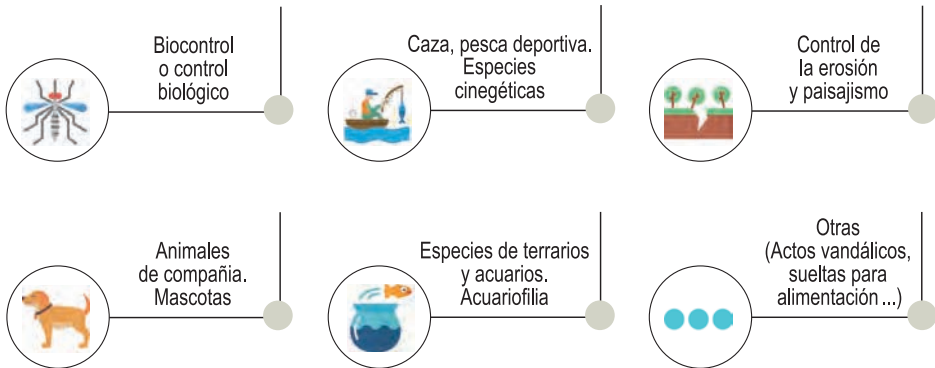 Biocontrol
o control
biológico
Caza, pesca deportiva.
Especies
cinegéticas
Control de
la erosión
y paisajismo
Animales
de compañia.
Mascotas
Especies de terrarios
y acuarios.
Acuariofilia
Otras
(Actos vandálicos,
sueltas para
alimentación ...)